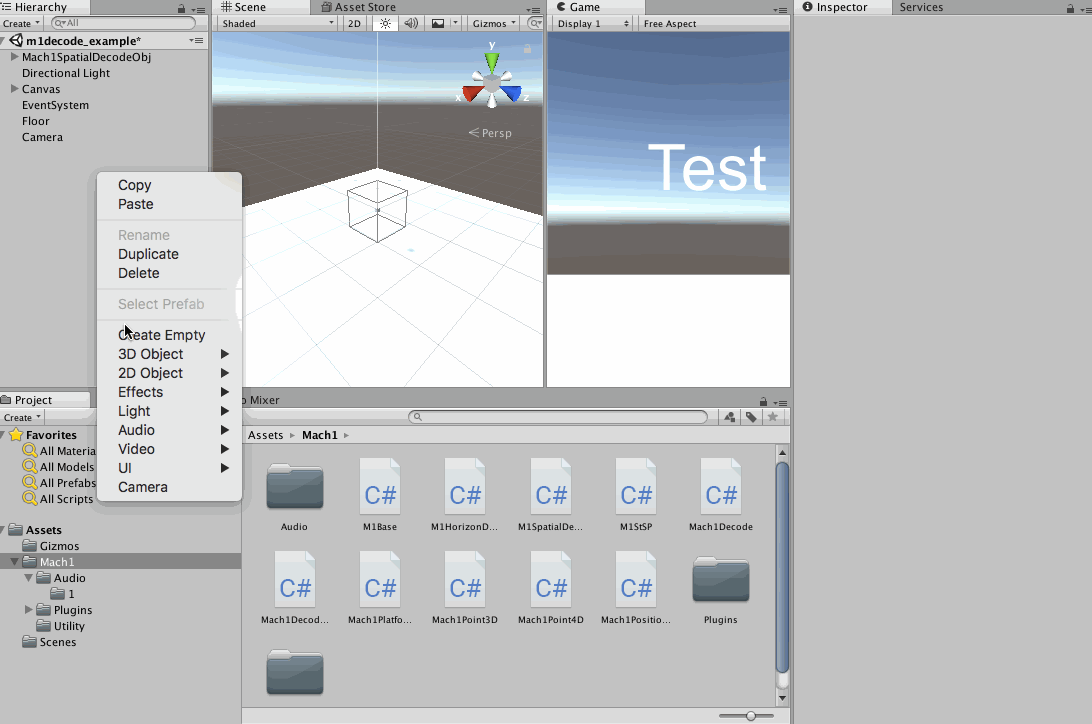 Hierarchy
Create
All
m1decode_example*
Mach1SpatialDecodeObj
Directional Light
Canvas
EventSystem
Floor
Camera
Copy
Paste
Rename
Duplicate
Delete
Select Prefab
Create Empty
3D Object
2D Object
Effects
Light
Audio
Video
UI
Camera
Scene
Asset Store
Shaded
2D
Gizmos
y
x
z
Persp
Game
Display 1
Free Aspect
Test
Inspector
Services
Project
o Mixer
Create
Favorites
All Materia
All Models
All Prefabs
All Scripts
Assets
Gizmos
Mach1
Audio
1
Plugins
Utility
Scenes
Assets
Mach1
C#
C#
C#
C#
C#
Audio
M1Base
M1HorizonD...
M1SpatialDe...
M1StSP
Mach1Decode
C#
C#
C#
C#
C#
Mach1Decod...
Mach1Platfo...
Mach1Point3D
Mach1Point4D
Mach1Positio...
Plugins